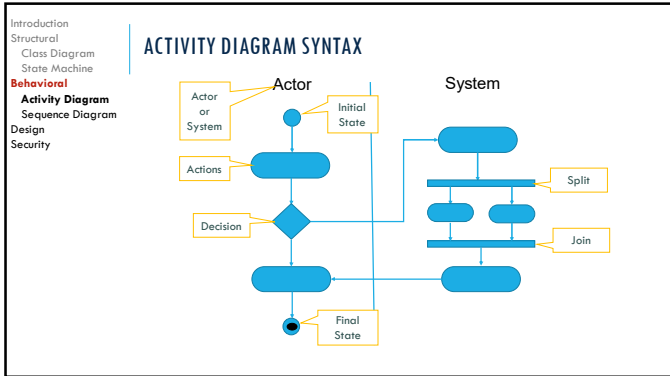 Introduction
Structural
Class Diagram
State Machine
Behavioral
Activity Diagram
Sequence Diagram
Design
Security
ACTIVITY DIAGRAM SYNTAX
Actor
System
Actor
or
System
Initial
State
Actions
Split
Decision
Join
Final
State